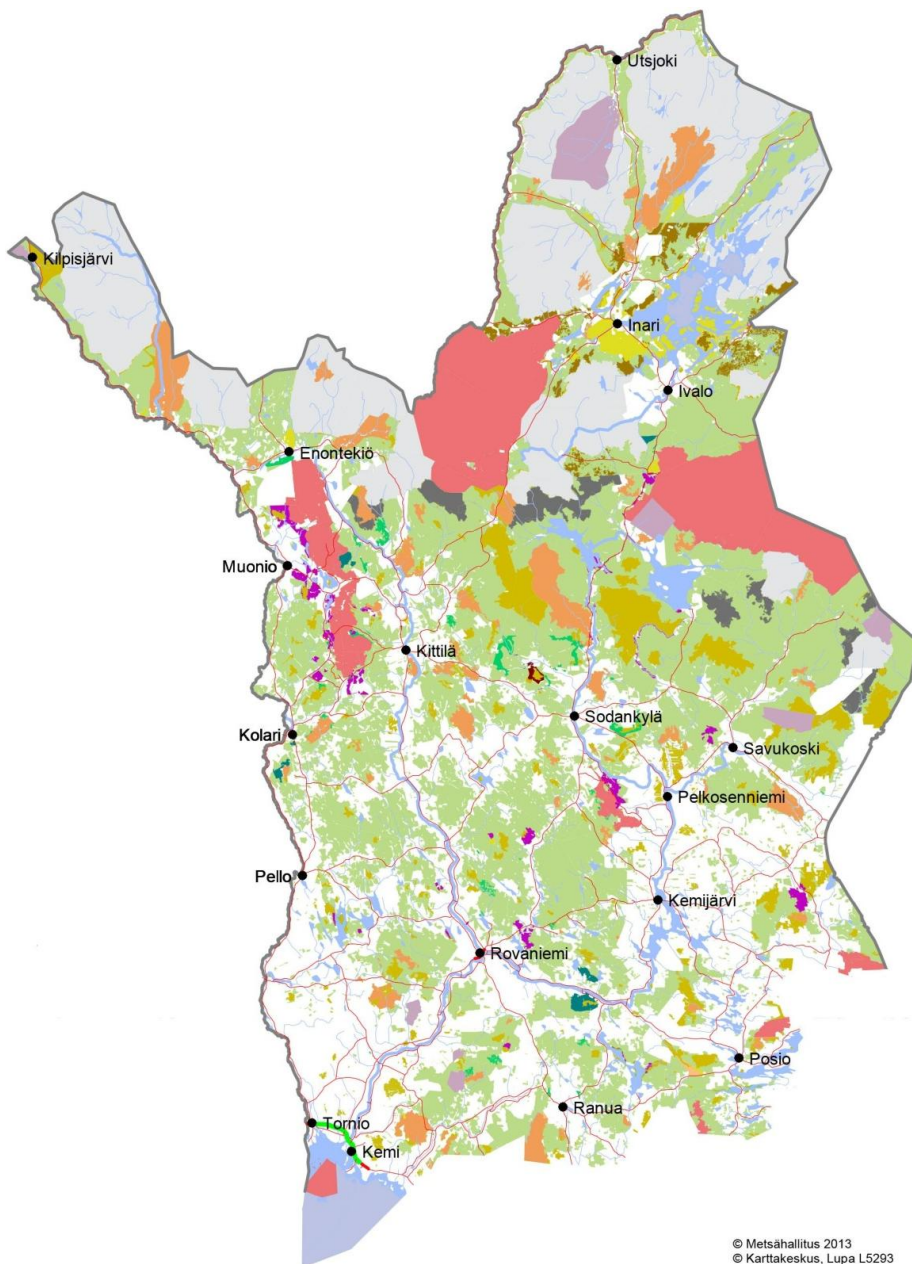 Utsjoki
Kilpisjärvi
Inari
Ivalo
Enontekiö
Muonio
Kittilä
Sodankylä
Kolari
Savukoski
Pelkosenniemi
Pello
Kemijärvi
Rovaniemi
Posio
Ranua
Tornio
Kemi
© Metsähallitus 2013
© Karttakeskus, Lupa L5293